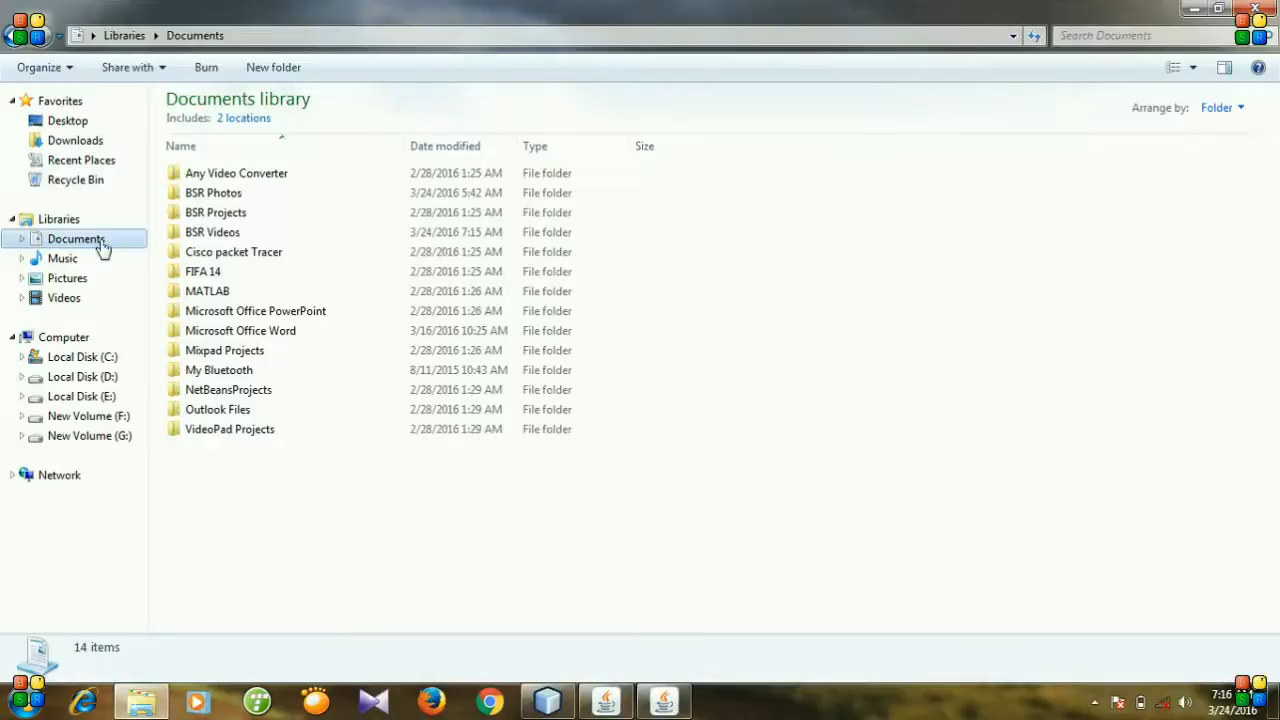 Libraries Documents
Search Documents
Organize Share with Burn New folder
Favorites
Desktop
Downloads
Recent Places
Recycle Bin
Libraries
Documents
Music
Pictures
Videos
Computer
Local Disk (C:)
Local Disk (D:)
Local Disk (E:)
New Volume (F:)
New Volume (G:)
Network
Documents library
Includes: 2 locations
Arrange by: Folder
Name Date modified Type Size
Any Video Converter 2/28/2016 1:25 AM File folder
BSR Photos 3/24/2016 5:42 AM File folder
BSR Projects 2/28/2016 1:25 AM File folder
BSR Videos 3/24/2016 7:15 AM File folder
Cisco packet Tracer 2/28/2016 1:25 AM File folder
FIFA 14 2/28/2016 1:25 AM File folder
MATLAB 2/28/2016 1:26 AM File folder
Microsoft Office PowerPoint 2/28/2016 1:26 AM File folder
Microsoft Office Word 3/16/2016 10:25 AM File folder
Mixpad Projects 2/28/2016 1:26 AM File folder
My Bluetooth 8/11/2015 10:43 AM File folder
NetBeansProjects 2/28/2016 1:29 AM File folder
Outlook Files 2/28/2016 1:29 AM File folder
VideoPad Projects 2/28/2016 1:29 AM File folder
14 items
7:16
3/24/2016